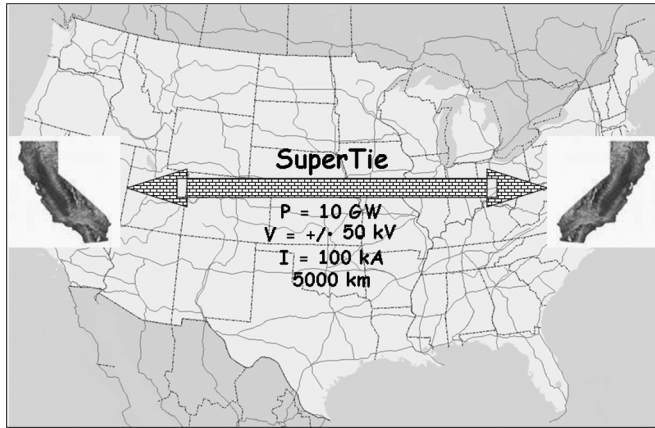 SuperTie
P = 10 GW
V = +/- 50 kV
I = 100 kA
5000 km